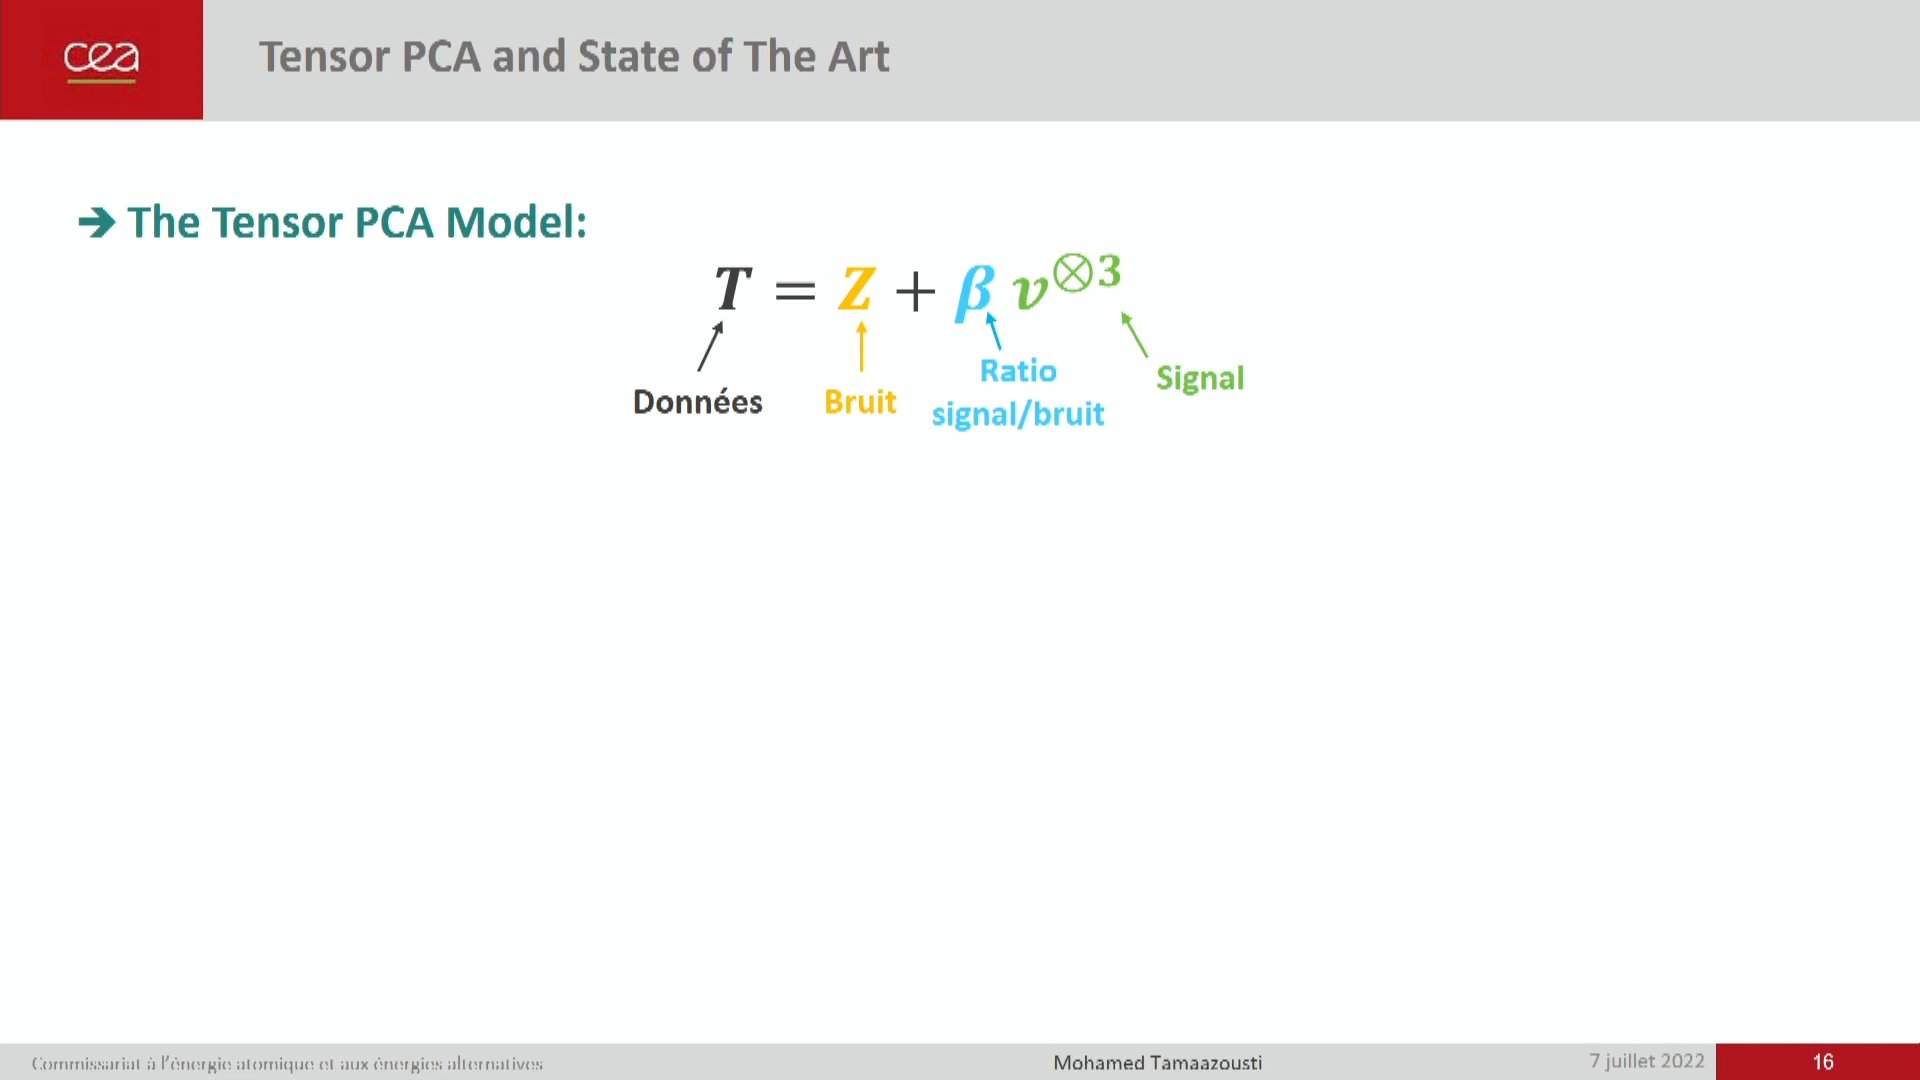 cea
Tensor PCA and State of The Art
➔ The Tensor PCA Model:
T = Z + β v^{⊗3}
Données
Bruit
Ratio
signal/bruit
Signal
Commissariat à l'énergie atomique et aux énergies alternatives
Mohamed Tamaazousti
7 juillet 2022
16